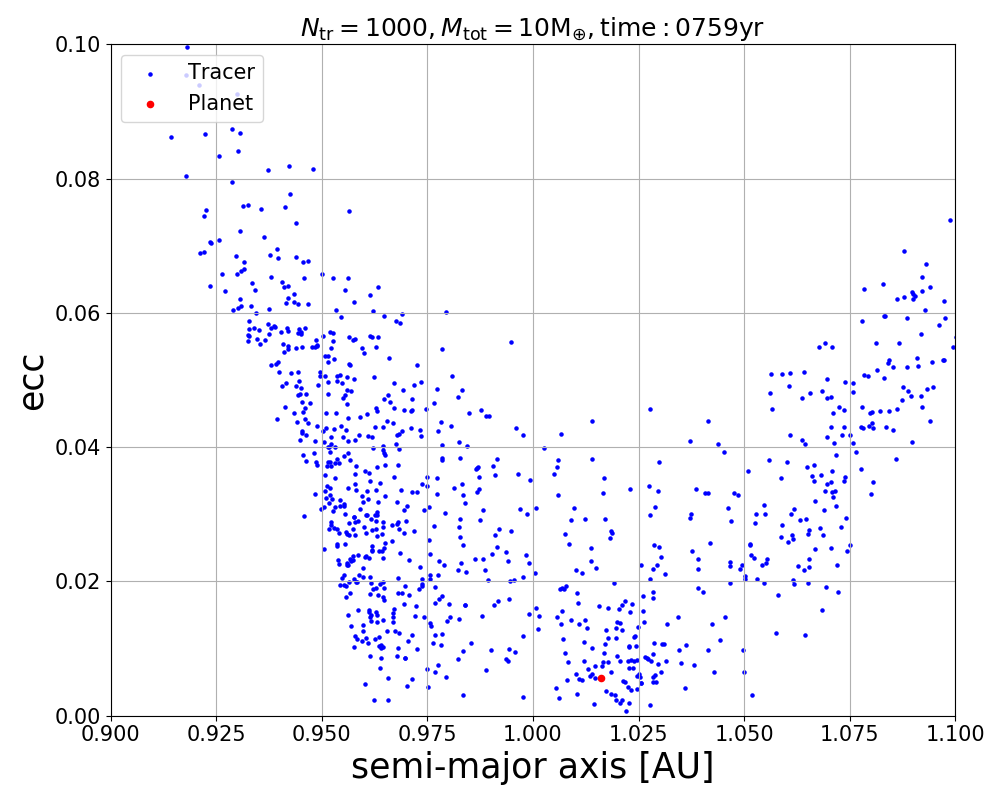 N_tr = 1000, M_tot = 10M_⊕, time : 0759yr
Tracer
Planet
0.10
0.08
0.06
0.04
0.02
0.00
ecc
0.900 0.925 0.950 0.975 1.000 1.025 1.050 1.075 1.100
semi-major axis [AU]